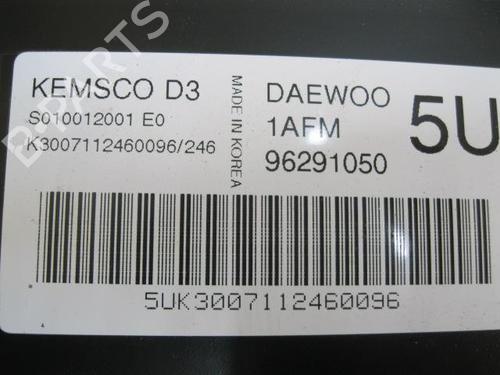 KEMSCO D3
S010012001 E0
K3007112460096/246
MADE IN KOREA
DAEWOO
1AFM
96291050
5U
5UK3007112460096
B-PARTS